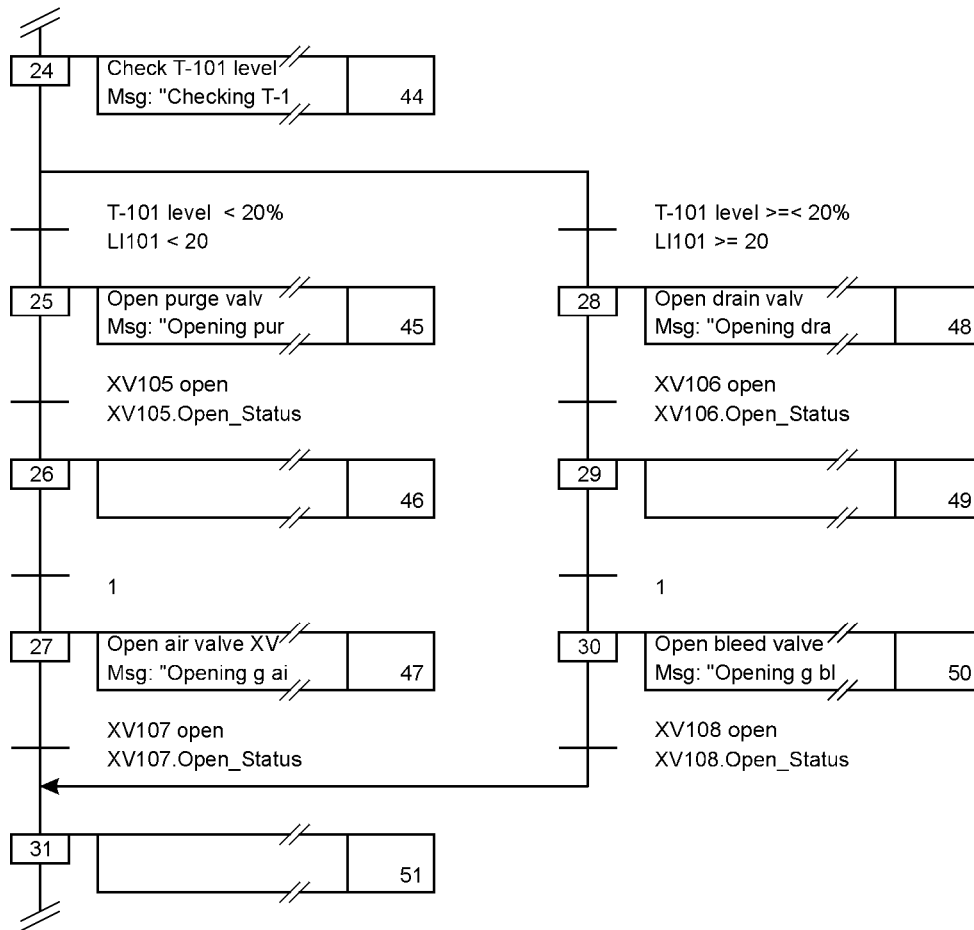 24
Check T-101 level
Msg: "Checking T-1
44
T-101 level < 20%
LI101 < 20
T-101 level >=< 20%
LI101 >= 20
25
Open purge valv
Msg: "Opening pur
45
28
Open drain valv
Msg: "Opening dra
48
XV105 open
XV105.Open_Status
XV106 open
XV106.Open_Status
26
46
29
49
1
1
27
Open air valve XV
Msg: "Opening g ai
47
30
Open bleed valve
Msg: "Opening g bl
50
XV107 open
XV107.Open_Status
XV108 open
XV108.Open_Status
31
51